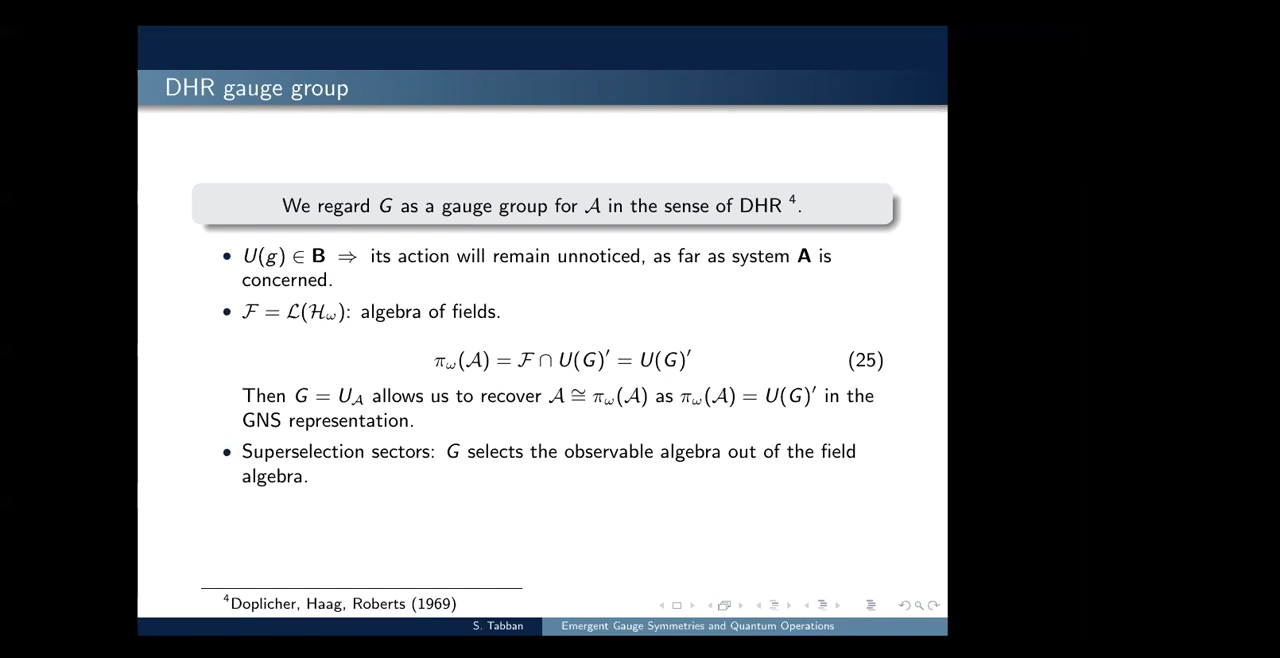 DHR gauge group
We regard G as a gauge group for 𝒜 in the sense of DHR ⁴.
• U(g) ∈ B ⇒ its action will remain unnoticed, as far as system A is
concerned.
• ℱ = ℒ(ℋ_ω): algebra of fields.
π_ω(𝒜) = ℱ ∩ U(G)′ = U(G)′ (25)
Then G = U_𝒜 allows us to recover 𝒜 ≅ π_ω(𝒜) as π_ω(𝒜) = U(G)′ in the
GNS representation.
• Superselection sectors: G selects the observable algebra out of the field
algebra.
⁴Doplicher, Haag, Roberts (1969)
S. Tabban Emergent Gauge Symmetries and Quantum Operations